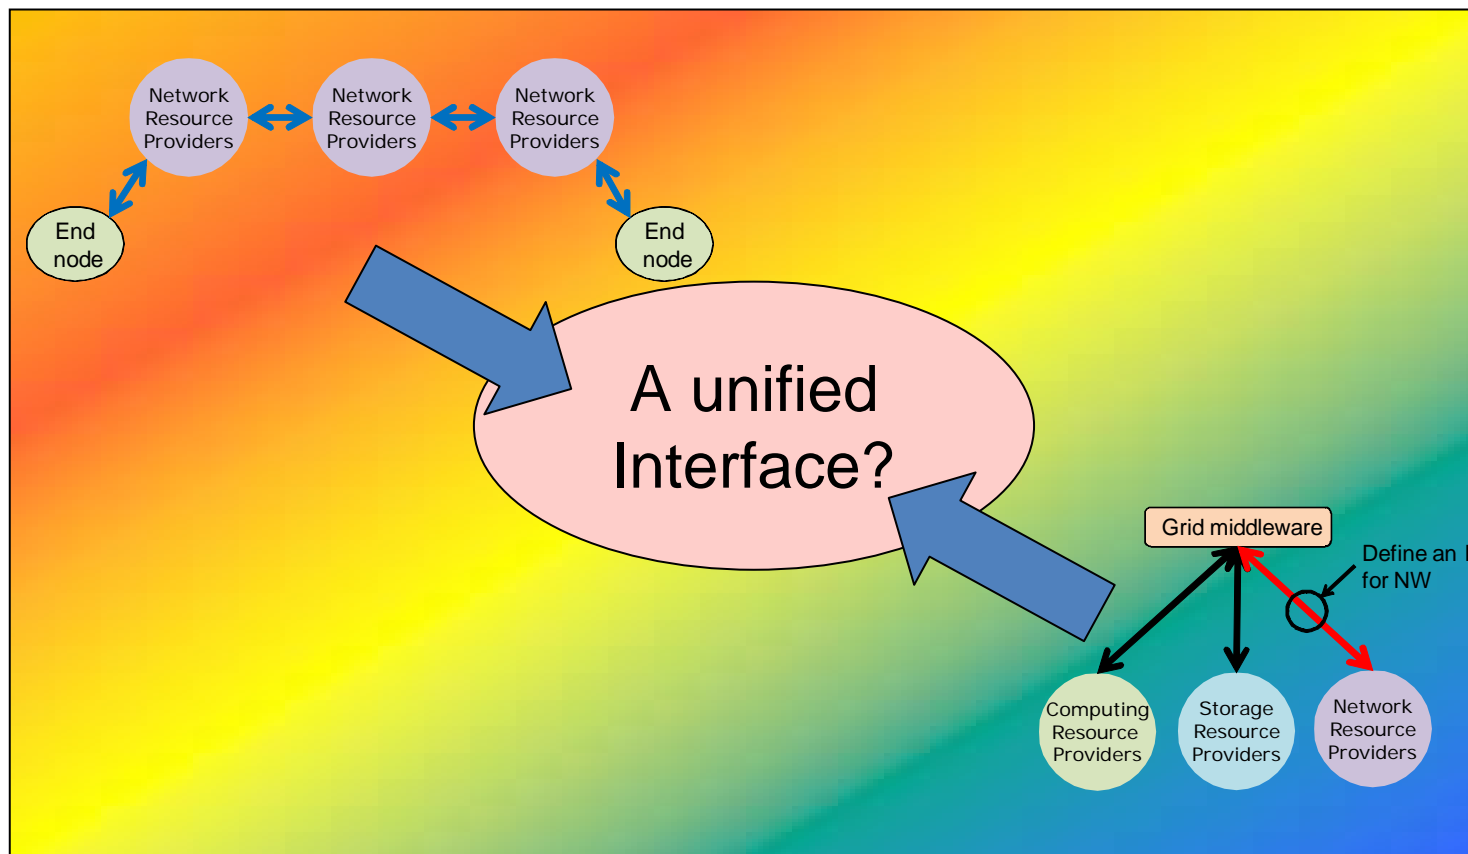 Network
Resource
Providers
Network
Resource
Providers
Network
Resource
Providers
End
node
End
node
A unified
Interface?
Grid middleware
Define an
for NW
Computing
Resource
Providers
Storage
Resource
Providers
Network
Resource
Providers